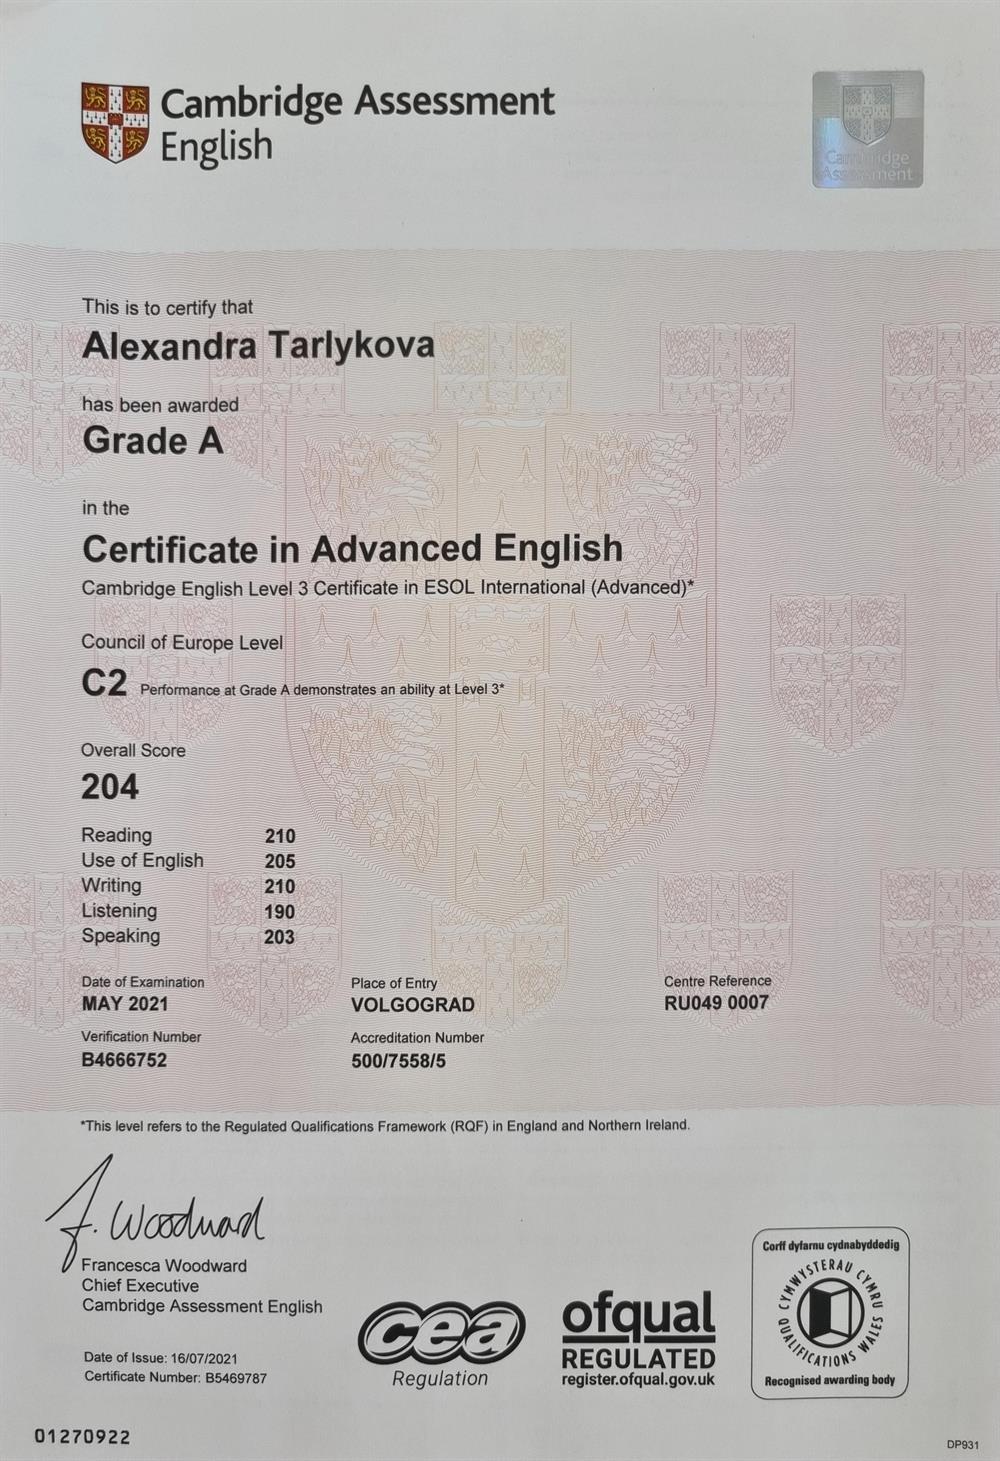 Cambridge Assessment
English
Cambridge
Assessment
This is to certify that
Alexandra Tarlykova
has been awarded
Grade A
in the
Certificate in Advanced English
Cambridge English Level 3 Certificate in ESOL International (Advanced)*
Council of Europe Level
C2 Performance at Grade A demonstrates an ability at Level 3*
Overall Score
204
Reading 210
Use of English 205
Writing 210
Listening 190
Speaking 203
Date of Examination Place of Entry Centre Reference
MAY 2021 VOLGOGRAD RU049 0007
Verification Number Accreditation Number
B4666752 500/7558/5
*This level refers to the Regulated Qualifications Framework (RQF) in England and Northern Ireland.
F. Woodward
Francesca Woodward
Chief Executive
Cambridge Assessment English
Date of Issue: 16/07/2021
Certificate Number: B5469787
cea
Regulation
ofqual
REGULATED
register.ofqual.gov.uk
Corff dyfarnu cydnabyddedig
CYMWYSTERAU CYMRU
QUALIFICATIONS WALES
Recognised awarding body
01270922
DP931